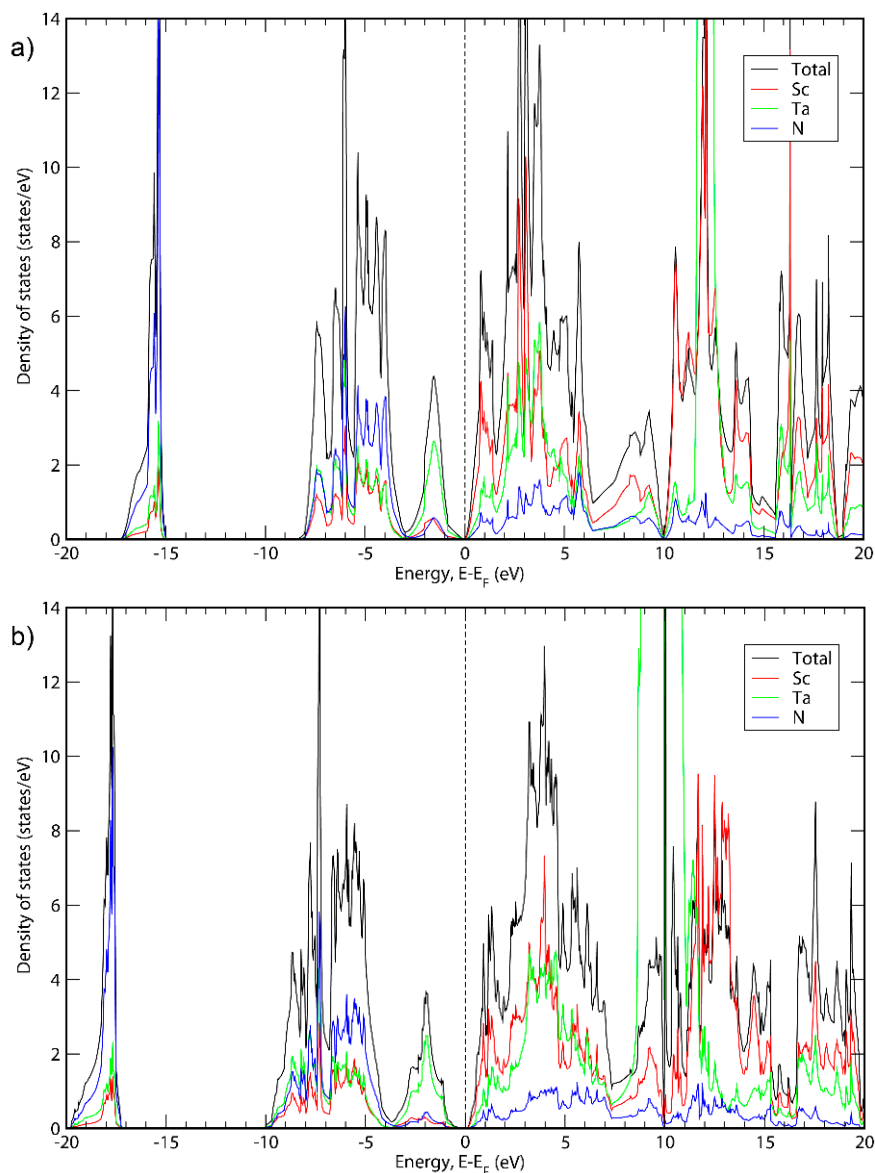 a)
14
12
10
8
6
4
2
0
Density of states (states/eV)
Total
Sc
Ta
N
-20 -15 -10 -5 0 5 10 15 20
Energy, E-E_F (eV)
b)
14
12
10
8
6
4
2
0
Density of states (states/eV)
Total
Sc
Ta
N
-20 -15 -10 -5 0 5 10 15 20
Energy, E-E_F (eV)